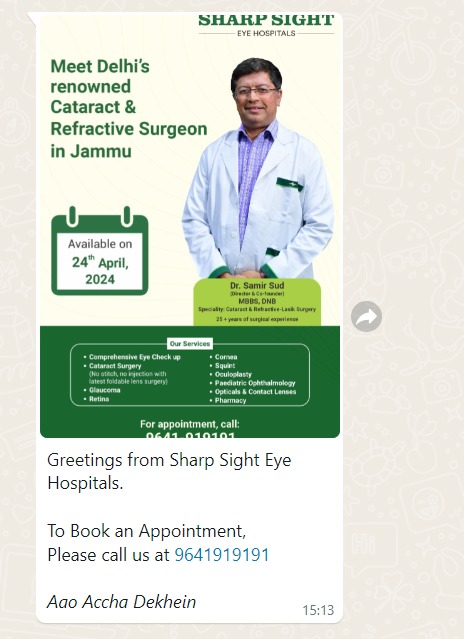 SHARP SIGHT
EYE HOSPITALS
Meet Delhi's
renowned
Cataract &
Refractive Surgeon
in Jammu
Available on
24th April,
2024
Dr. Samir Sud
(Director & Co-founder)
MBBS, DNB
Speciality: Cataract & Refractive-Lasik Surgery
25 + years of surgical experience
Our Services
• Comprehensive Eye Check up
• Cataract Surgery
(No stitch, no injection with
latest foldable lens surgery)
• Glaucoma
• Retina
• Cornea
• Squint
• Oculoplasty
• Paediatric Ophthalmology
• Opticals & Contact Lenses
• Pharmacy
For appointment, call:
9641-919191
Greetings from Sharp Sight Eye
Hospitals.
To Book an Appointment,
Please call us at 9641919191
Aao Accha Dekhein
15:13